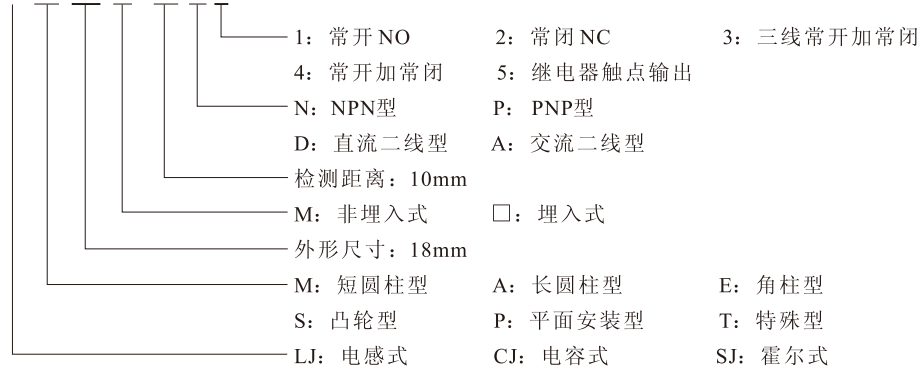 1：常开NO 2：常闭NC 3：三线常开加常闭
4：常开加常闭 5：继电器触点输出
N：NPN型 P：PNP型
D：直流二线型 A：交流二线型
检测距离：10mm
M：非埋入式 □：埋入式
外形尺寸：18mm
M：短圆柱型 A：长圆柱型 E：角柱型
S：凸轮型 P：平面安装型 T：特殊型
LJ：电感式 CJ：电容式 SJ：霍尔式